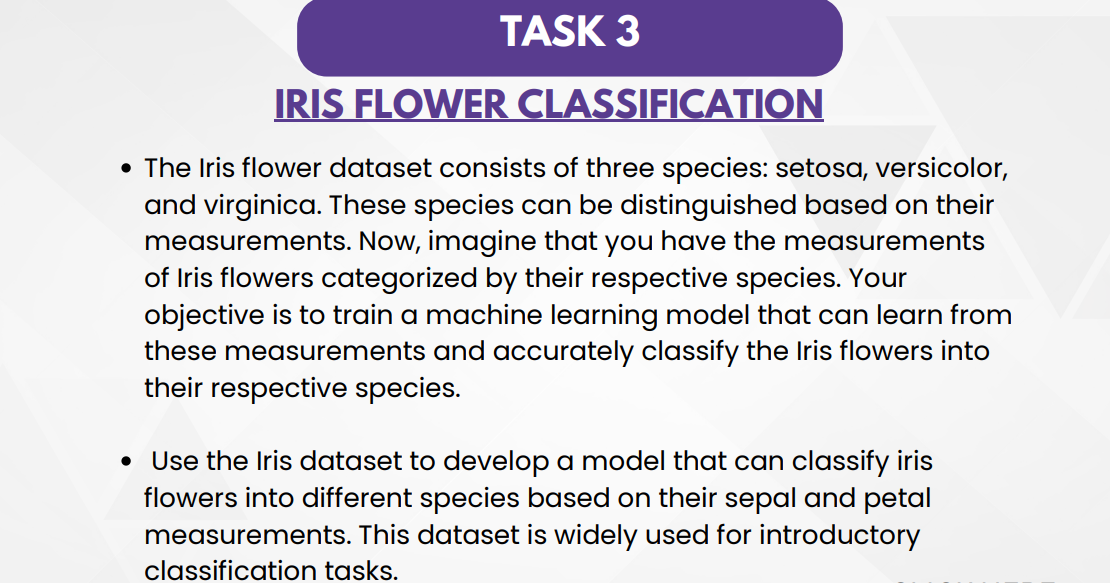 TASK 3
IRIS FLOWER CLASSIFICATION
• The Iris flower dataset consists of three species: setosa, versicolor,
and virginica. These species can be distinguished based on their
measurements. Now, imagine that you have the measurements
of Iris flowers categorized by their respective species. Your
objective is to train a machine learning model that can learn from
these measurements and accurately classify the Iris flowers into
their respective species.
• Use the Iris dataset to develop a model that can classify iris
flowers into different species based on their sepal and petal
measurements. This dataset is widely used for introductory
classification tasks.